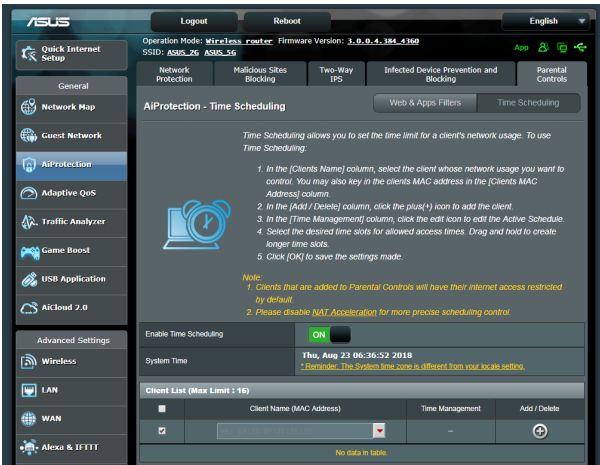 ASUS
Logout
Reboot
English
Quick Internet
Setup
General
Network Map
Guest Network
AiProtection
Adaptive QoS
Traffic Analyzer
Game Boost
USB Application
AiCloud 2.0
Advanced Settings
Wireless
LAN
WAN
Alexa & IFTTT
Operation Mode: Wireless router Firmware Version: 3.0.0.4.384_4360
SSID: ASUS_2G ASUS_5G
App
Network
Protection
Malicious Sites
Blocking
Two-Way
IPS
Infected Device Prevention and
Blocking
Parental
Controls
AiProtection - Time Scheduling
Web & Apps Filters
Time Scheduling
Time Scheduling allows you to set the time limit for a client's network usage. To use
Time Scheduling:
1. In the [Clients Name] column, select the client whose network usage you want to
control. You may also key in the clients MAC address in the [Clients MAC
Address] column.
2. In the [Add / Delete] column, click the plus(+) icon to add the client.
3. In the [Time Management] column, click the edit icon to edit the Active Schedule.
4. Select the desired time slots for allowed access times. Drag and hold to create
longer time slots.
5. Click [OK] to save the settings made.
Note:
1. Clients that are added to Parental Controls will have their internet access restricted
by default.
2. Please disable NAT Acceleration for more precise scheduling control.
Enable Time Scheduling
ON
System Time
Thu, Aug 23 06:36:52 2018
* Reminder: The System time zone is different from your locale setting.
Client List (Max Limit : 16)
Client Name (MAC Address)
Time Management
Add / Delete
–
No data in table.